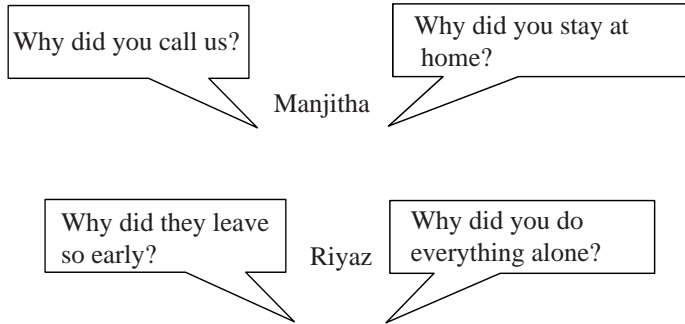 Why did you call us?
Why did you stay at
home?
Manjitha
Why did they leave
so early?
Riyaz
Why did you do
everything alone?